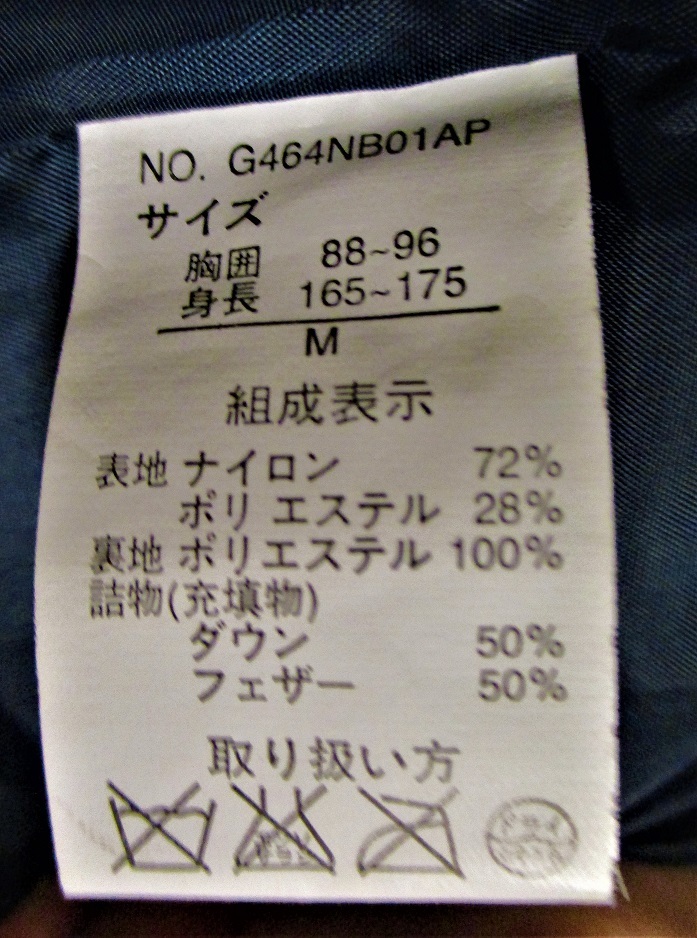 NO. G464NB01AP
サイズ
胸囲 88~96
身長 165~175
M
組成表示
表地 ナイロン 72%
ポリエステル 28%
裏地 ポリエステル 100%
詰物(充填物)
ダウン 50%
フェザー 50%
取り扱い方
ドライ